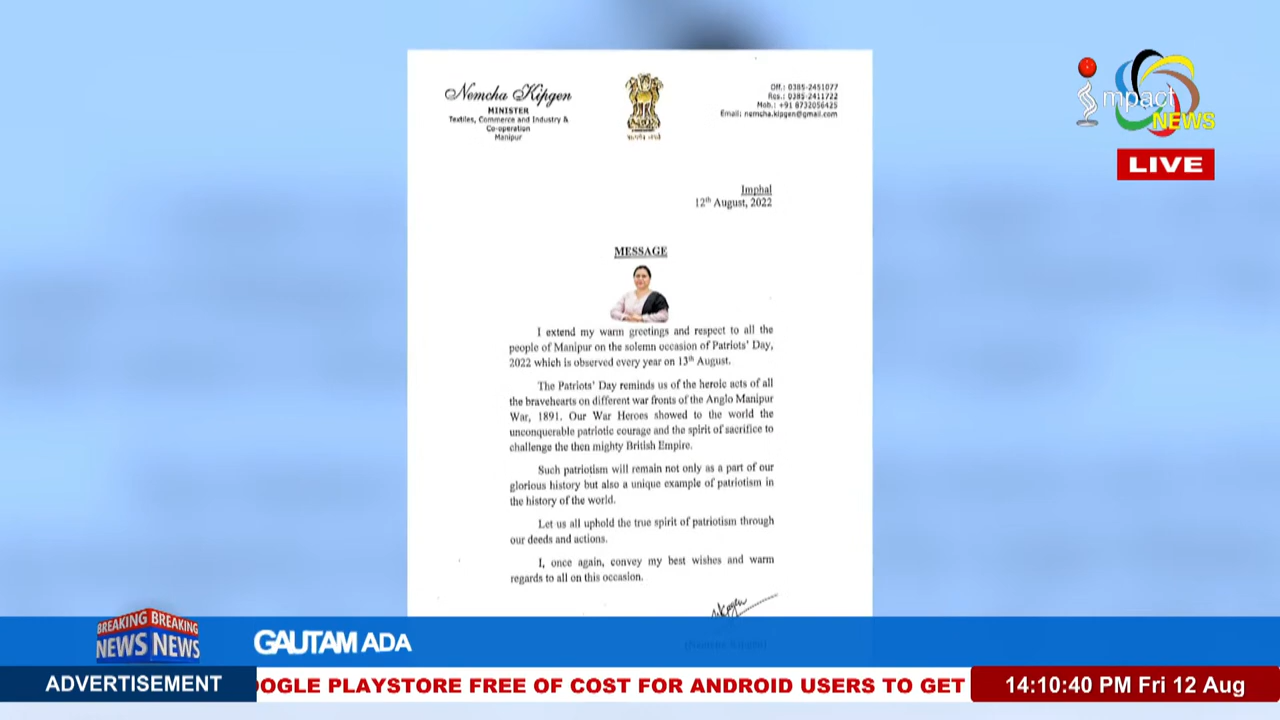 Nemcha Kipgen
MINISTER
Textiles, Commerce and Industry &
Co-operation
Manipur
Off.: 0385-2451077
Res.: 0385-2411722
Mob.: +91 8732056425
Email: nemsha.kipgen@gmail.com
Impact
NEWS
LIVE
Imphal
12th August, 2022
MESSAGE
I extend my warm greetings and respect to all the
people of Manipur on the solemn occasion of Patriots' Day,
2022 which is observed every year on 13th August.
The Patriots' Day reminds us of the heroic acts of all
the bravehearts on different war fronts of the Anglo Manipur
War, 1891. Our War Heroes showed to the world the
unconquerable patriotic courage and the spirit of sacrifice to
challenge the then mighty British Empire.
Such patriotism will remain not only as a part of our
glorious history but also a unique example of patriotism in
the history of the world.
Let us all uphold the true spirit of patriotism through
our deeds and actions.
I, once again, convey my best wishes and warm
regards to all on this occasion.
BREAKING BREAKING
NEWS NEWS
GAUTAM ADA
ADVERTISEMENT
OOGLE PLAYSTORE FREE OF COST FOR ANDROID USERS TO GET
14:10:40 PM Fri 12 Aug